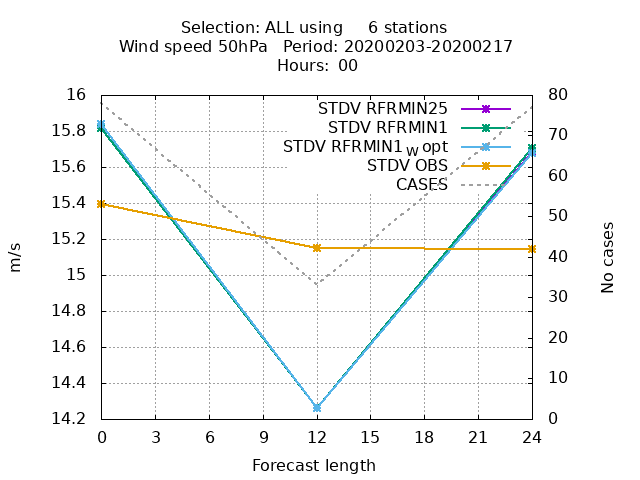 Selection: ALL using     6 stations
Wind speed 50hPa   Period: 20200203-20200217
Hours: 00
STDV RFRMIN25
STDV RFRMIN1
STDV RFRMIN1 w opt
STDV OBS
CASES
16
15.8
15.6
15.4
15.2
15
14.8
14.6
14.4
14.2
m/s
80
70
60
50
40
30
20
10
0
No cases
0 3 6 9 12 15 18 21 24
Forecast length